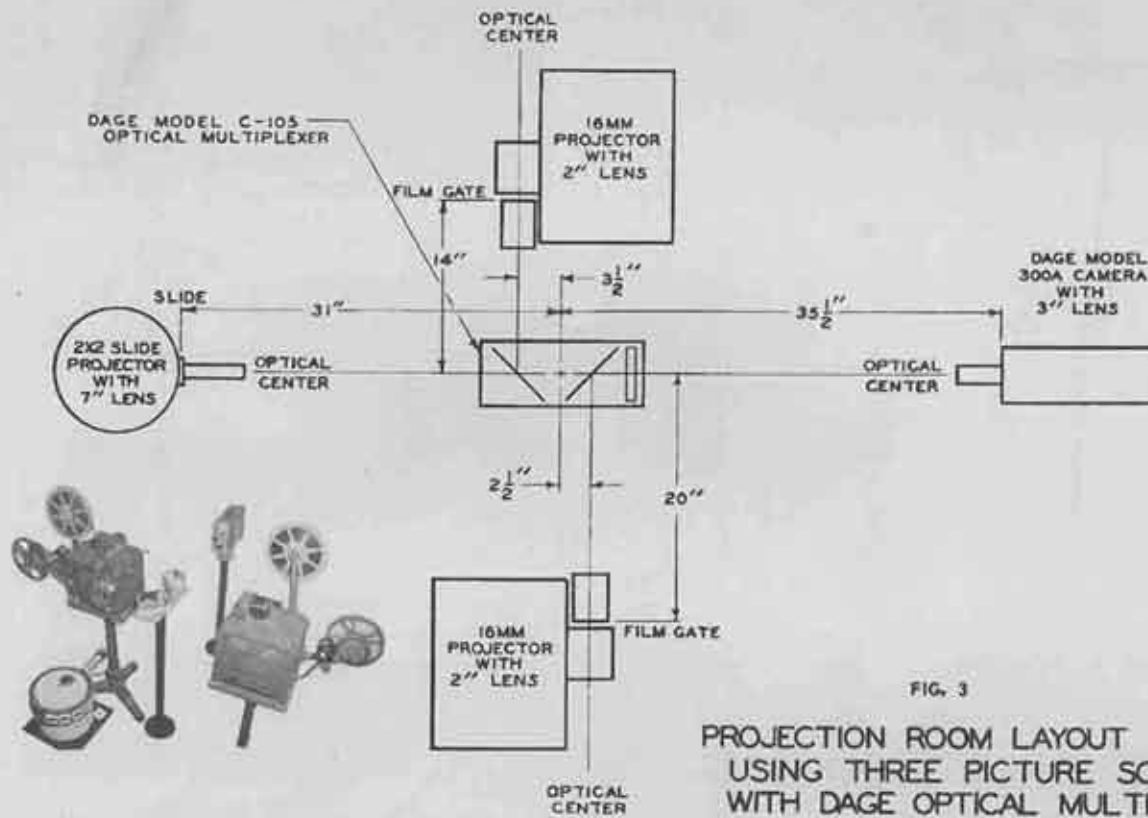 OPTICAL
CENTER
DAGE MODEL C-105
OPTICAL MULTIPLEXER
16MM
PROJECTOR
WITH
2" LENS
FILM GATE
14"
3 1/2"
DAGE MODEL
300A CAMERA
WITH
3" LENS
SLIDE
31"
35 1/2"
2X2 SLIDE
PROJECTOR
WITH
7" LENS
OPTICAL
CENTER
OPTICAL
CENTER
2 1/2"
20"
16MM
PROJECTOR
WITH
2" LENS
FILM GATE
OPTICAL
CENTER
FIG. 3
PROJECTION ROOM LAYOUT
USING THREE PICTURE SO
WITH DAGE OPTICAL MULTI